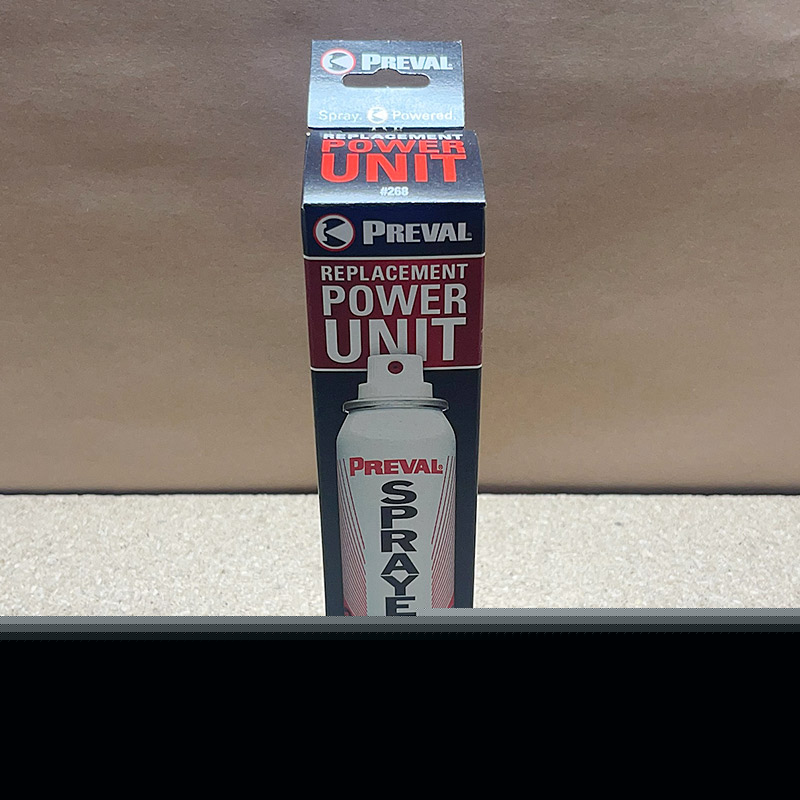 PREVAL
Spray. Powered.
REPLACEMENT
POWER
UNIT
#268
PREVAL
REPLACEMENT
POWER
UNIT
PREVAL
SPRAYE